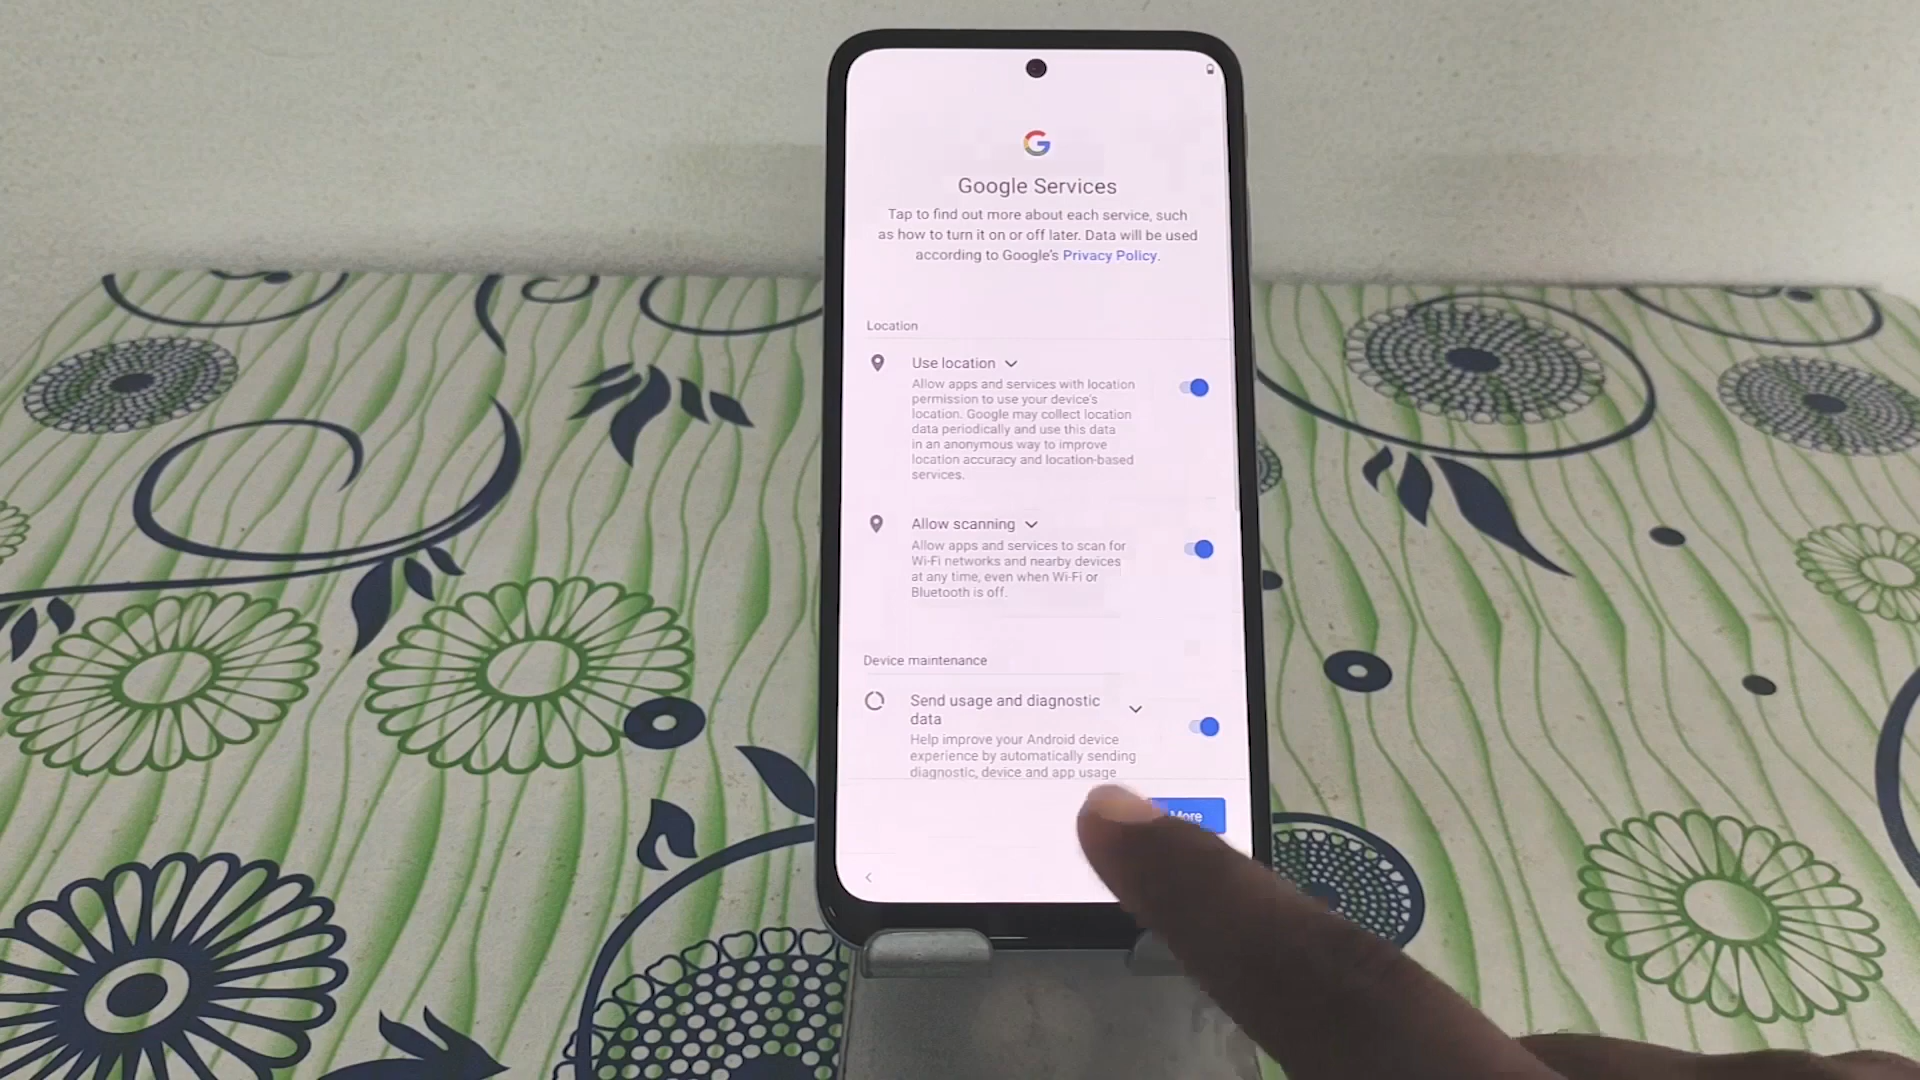 Google Services
Tap to find out more about each service, such
as how to turn it on or off later. Data will be used
according to Google's Privacy Policy.
Location
Use location
Allow apps and services with location
permission to use your device's
location. Google may collect location
data periodically and use this data
in an anonymous way to improve
location accuracy and location-based
services.
Allow scanning
Allow apps and services to scan for
Wi-Fi networks and nearby devices
at any time, even when Wi-Fi or
Bluetooth is off.
Device maintenance
Send usage and diagnostic
data
Help improve your Android device
experience by automatically sending
diagnostic, device and app usage
More